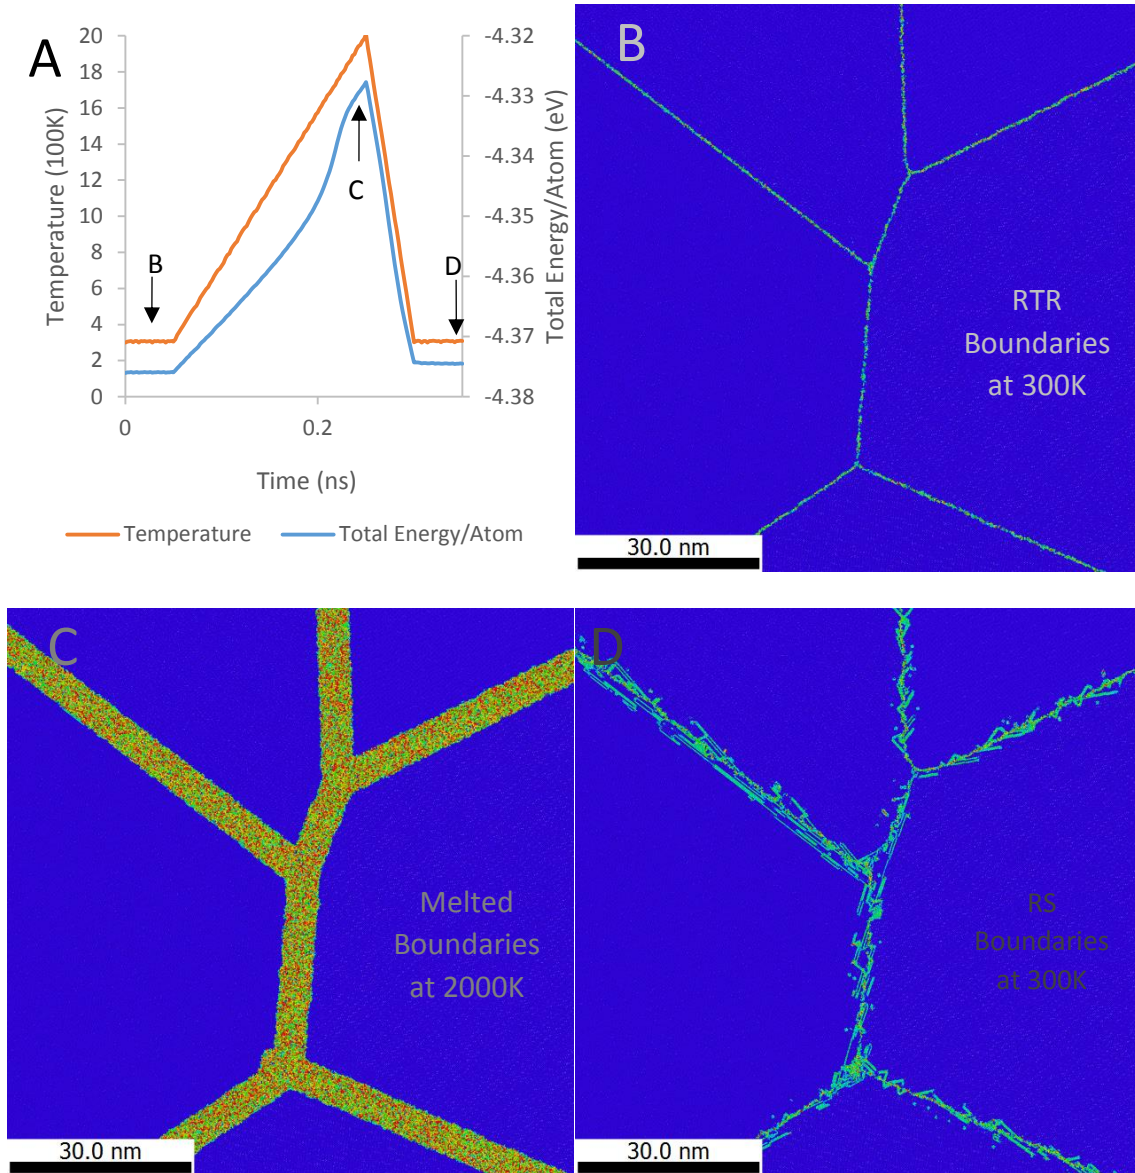 A
20
18
16
14
12
10
8
6
4
2
0
Temperature (100K)
-4.32
-4.33
-4.34
-4.35
-4.36
-4.37
-4.38
Total Energy/Atom (eV)
B
C
D
0
0.2
Time (ns)
Temperature
Total Energy/Atom
B
RTR
Boundaries
at 300K
30.0 nm
C
Melted
Boundaries
at 2000K
30.0 nm
D
RS
Boundaries
at 300K
30.0 nm